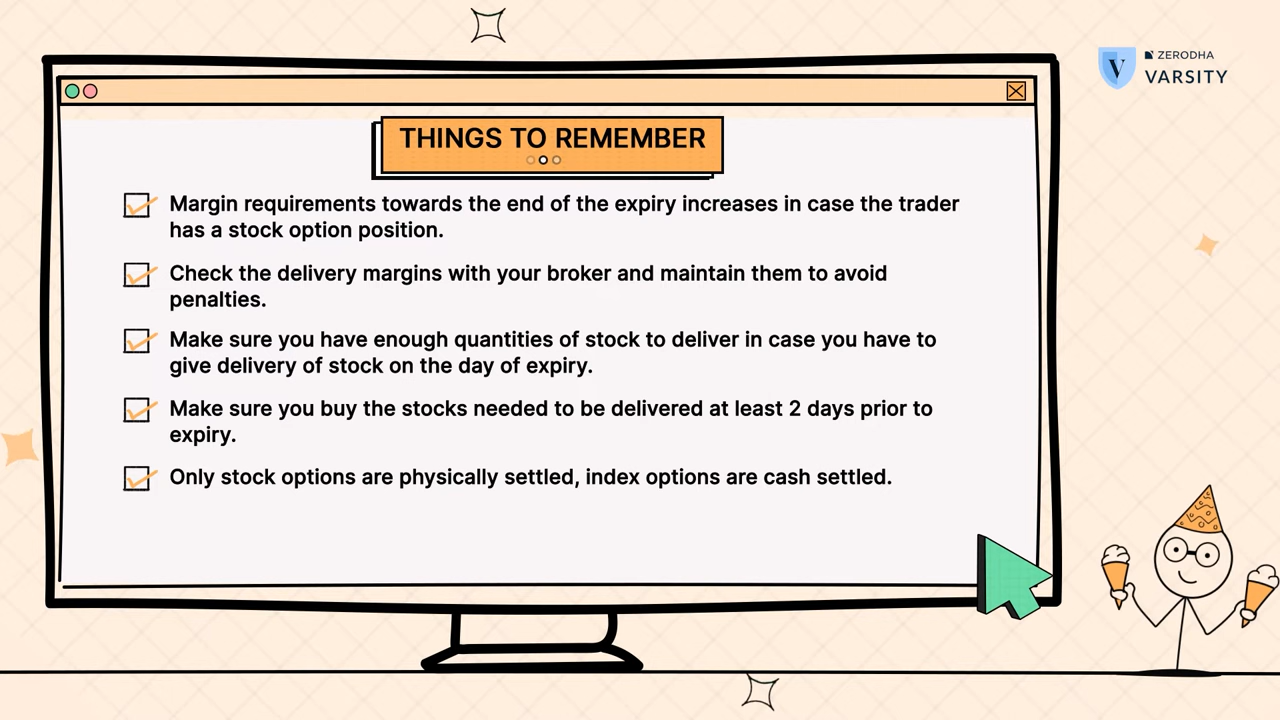 ZERODHA
VARSITY
THINGS TO REMEMBER
Margin requirements towards the end of the expiry increases in case the trader
has a stock option position.
Check the delivery margins with your broker and maintain them to avoid
penalties.
Make sure you have enough quantities of stock to deliver in case you have to
give delivery of stock on the day of expiry.
Make sure you buy the stocks needed to be delivered at least 2 days prior to
expiry.
Only stock options are physically settled, index options are cash settled.